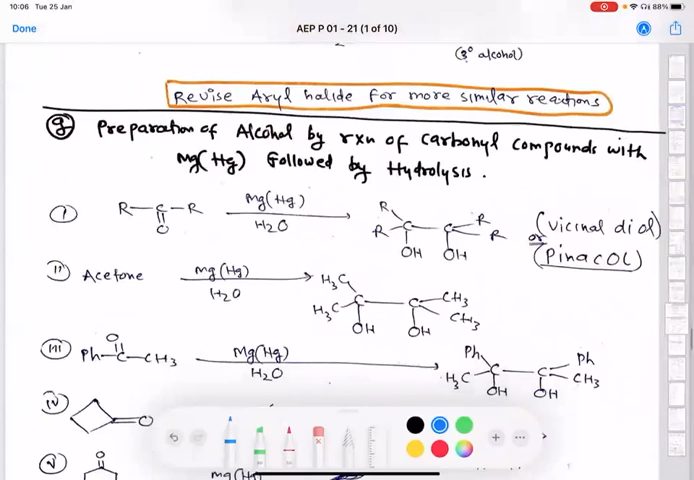 10:06 Tue 25 Jan 88%
Done AEP P 01 - 21 (1 of 10)
(3° alcohol)
Revise Aryl halide for more similar reactions
(g) Preparation of Alcohol by rxn of carbonyl compounds with
Mg(Hg) followed by Hydrolysis.
(i) R-C-R Mg(Hg) R R
O H2O R C C R (vicinal diol)
OH OH or (Pinacol)
(ii) Acetone Mg(Hg) H3C CH3
H2O H3C C C CH3
OH OH
(iii) O
Ph-C-CH3 Mg(Hg) Ph C C Ph
H2O H3C CH3
OH OH
(iv) O
(v) O